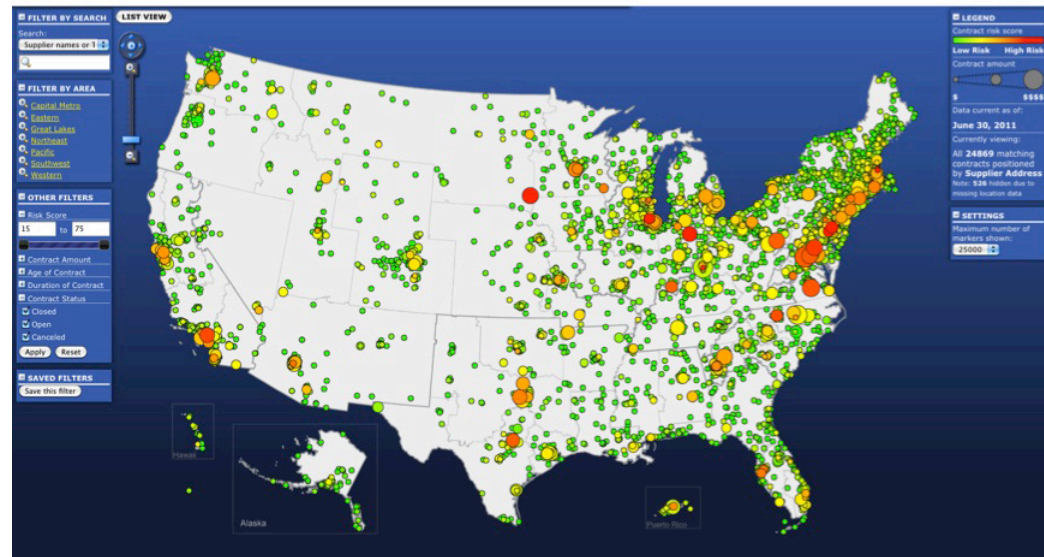 FILTER BY SEARCH
Search:
Supplier names or
FILTER BY AREA
Capital Metro
Eastern
Great Lakes
Northeast
Pacific
Southwest
Western
OTHER FILTERS
Risk Score
15 to 75
Contract Amount
Age of Contract
Duration of Contract
Contract Status
Closed
Open
Canceled
Apply Reset
SAVED FILTERS
Save this filter
LIST VIEW
Hawaii
Alaska
Puerto Rico
LEGEND
Contract risk score
Low Risk High Risk
Contract amount
$ $$$$
Data current as of:
June 30, 2011
Currently viewing:
All 24869 matching
contracts positioned
by Supplier Address
Note: 526 hidden due to
missing location data
SETTINGS
Maximum number of
markers shown:
25000